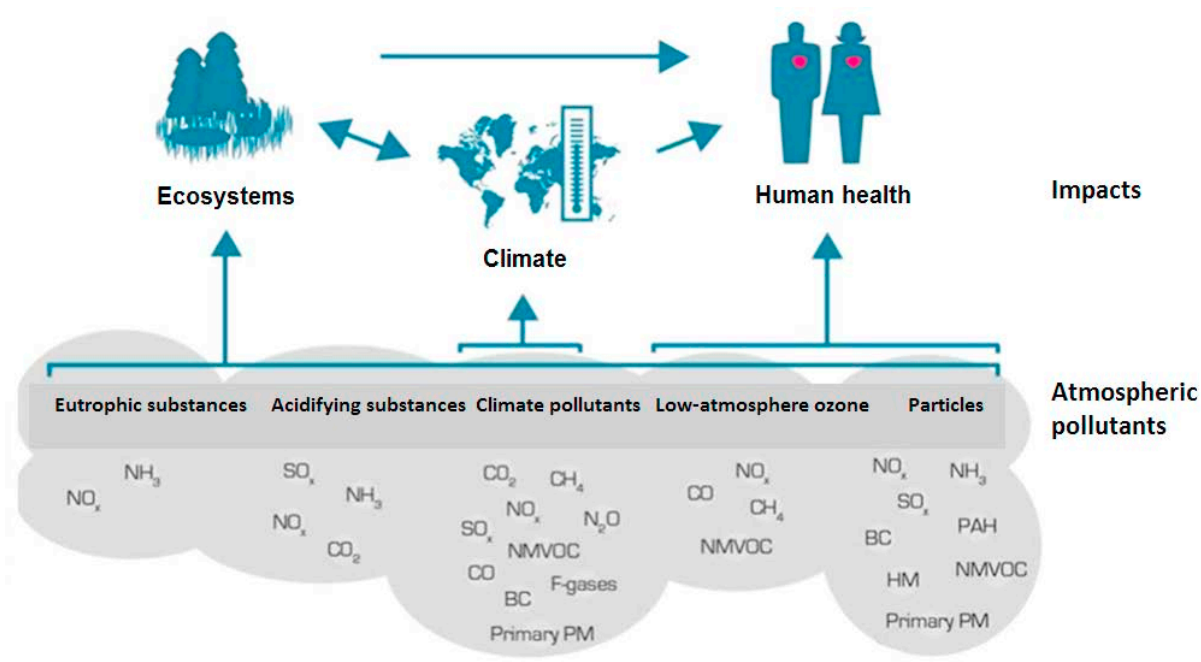 Ecosystems
Human health
Impacts
Climate
Eutrophic substances
Acidifying substances
Climate pollutants
Low-atmosphere ozone
Particles
Atmospheric
pollutants
NH₃
NOₓ
SOₓ
NH₃
NOₓ
CO₂
CO₂
CH₄
NOₓ
N₂O
SOₓ
NMVOC
CO
F-gases
BC
Primary PM
NOₓ
CO
CH₄
NMVOC
NOₓ
NH₃
SOₓ
PAH
BC
NMVOC
HM
Primary PM